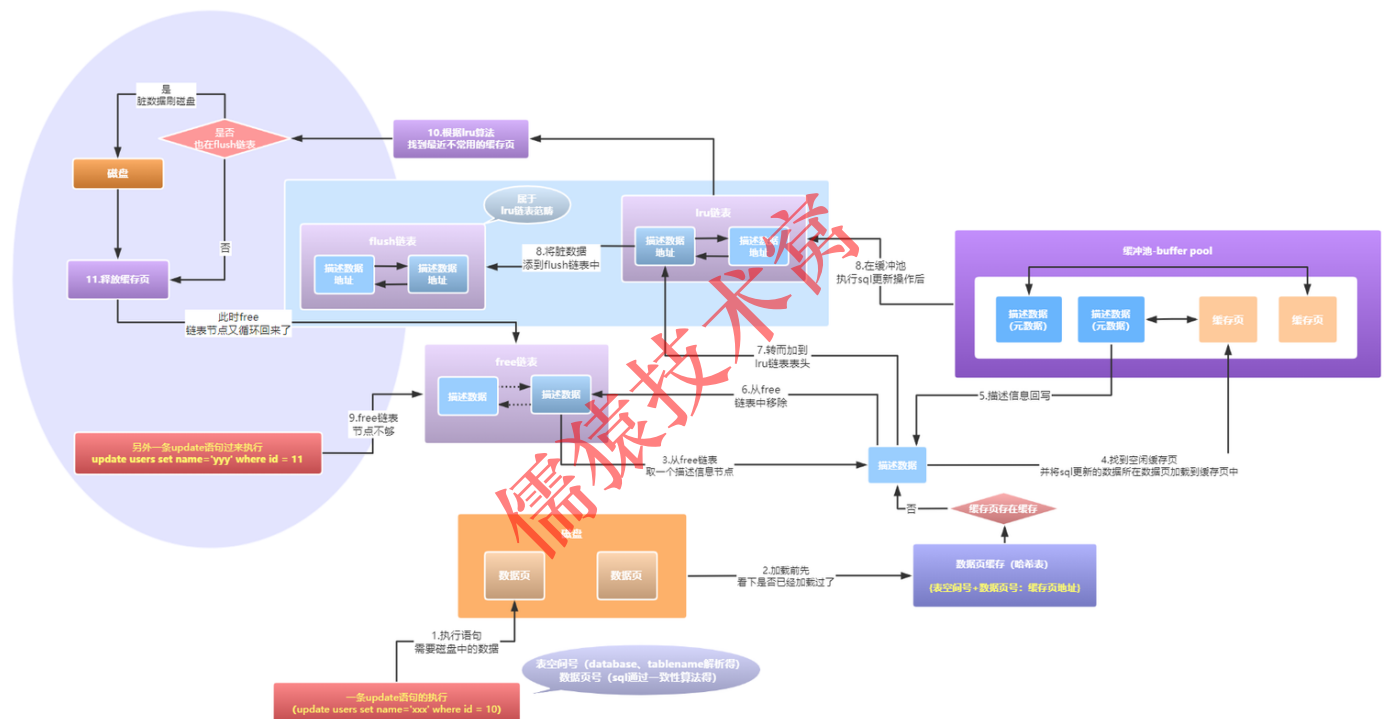 是
脏数据刷磁盘
是否
也在flush链表
磁盘
否
11.释放缓存页
10.根据lru算法
找到最近不常用的缓存页
属于
lru链表范畴
flush链表
描述数据
地址
描述数据
地址
8.将脏数据
添到flush链表中
lru链表
描述数据
地址
描述数据
地址
8.在缓冲池
执行sql更新操作后
缓冲池-buffer pool
描述数据
(元数据)
描述数据
(元数据)
缓存页
缓存页
此时free
链表节点又循环回来了
free链表
描述数据
描述数据
7.转而加到
lru链表表头
6.从free
链表中移除
5.描述信息回写
9.free链表
节点不够
另外一条update语句过来执行
update users set name='yyy' where id = 11
3.从free链表
取一个描述信息节点
描述数据
4.找到空闲缓存页
并将sql更新的数据所在数据页加载到缓存页中
否
缓存页存在缓存
磁盘
数据页
数据页
2.加载前先
看下是否已经加载过了
数据页缓存（哈希表）
(表空间号+数据页号：缓存页地址)
1.执行语句
需要磁盘中的数据
表空间号（database、tablename解析得)
数据页号（sql通过一致性算法得)
一条update语句的执行
(update users set name='xxx' where id = 10)
儒猿技术窝